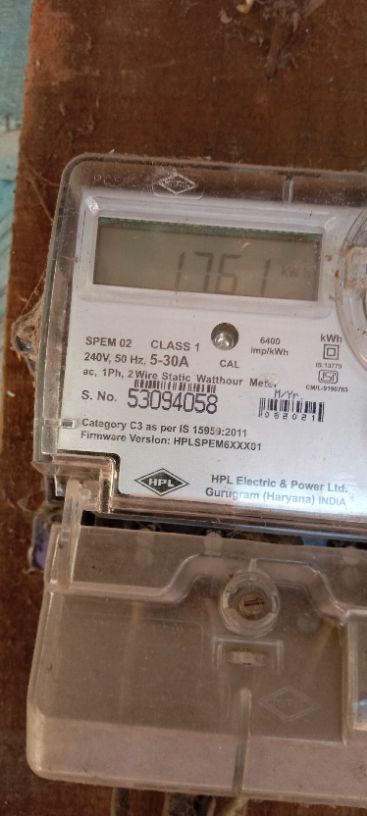 1761 kWh
SPEM 02 CLASS 1 6400 kWh
240V, 50 Hz, 5-30A CAL imp/kWh
IS:13779
ac, 1Ph, 2 Wire Static Watthour Meter
M/Yr.
S. No. 53094058
092021
Category C3 as per IS 15959:2011
Firmware Version: HPLSPEM6XXX01
HPL
HPL Electric & Power Ltd.
Gurugram (Haryana) INDIA